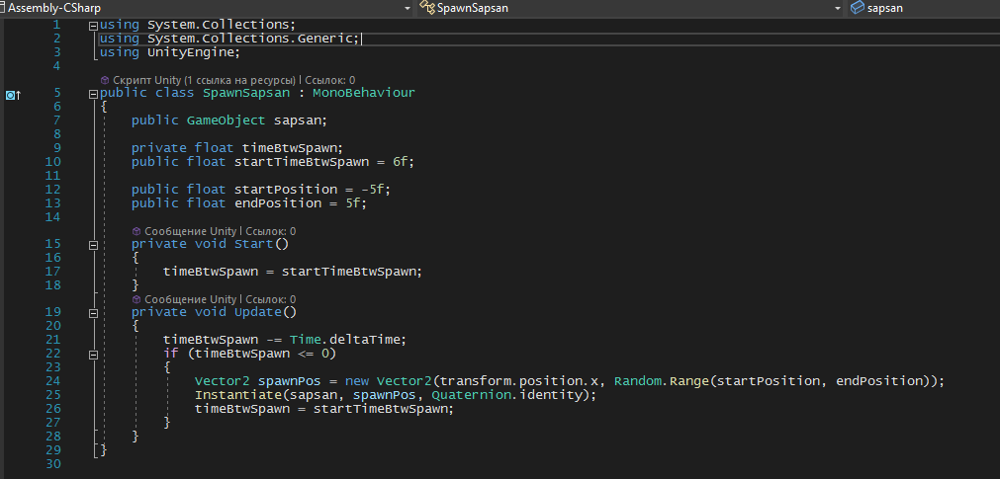 Assembly-CSharp SpawnSapsan sapsan
1 using System.Collections;
2 using System.Collections.Generic;
3 using UnityEngine;
4
Скрипт Unity (1 ссылка на ресурсы) | Ссылок: 0
5 public class SpawnSapsan : MonoBehaviour
6 {
7 public GameObject sapsan;
8
9 private float timeBtwSpawn;
10 public float startTimeBtwSpawn = 6f;
11
12 public float startPosition = -5f;
13 public float endPosition = 5f;
14
Сообщение Unity | Ссылок: 0
15 private void Start()
16 {
17 timeBtwSpawn = startTimeBtwSpawn;
18 }
Сообщение Unity | Ссылок: 0
19 private void Update()
20 {
21 timeBtwSpawn -= Time.deltaTime;
22 if (timeBtwSpawn <= 0)
23 {
24 Vector2 spawnPos = new Vector2(transform.position.x, Random.Range(startPosition, endPosition));
25 Instantiate(sapsan, spawnPos, Quaternion.identity);
26 timeBtwSpawn = startTimeBtwSpawn;
27 }
28 }
29 }
30